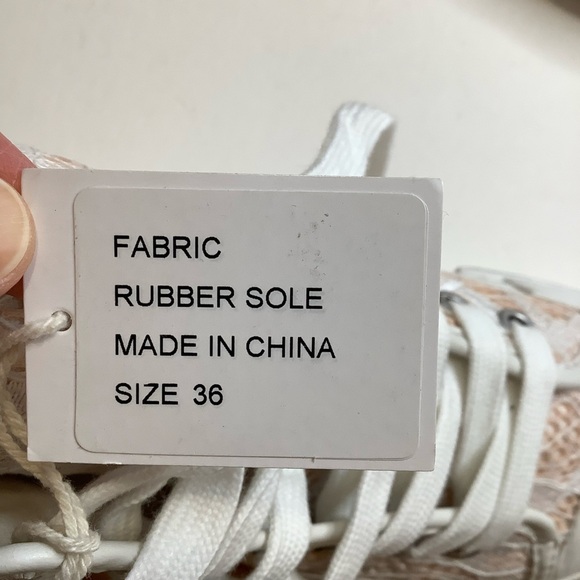 FABRIC
RUBBER SOLE
MADE IN CHINA
SIZE 36